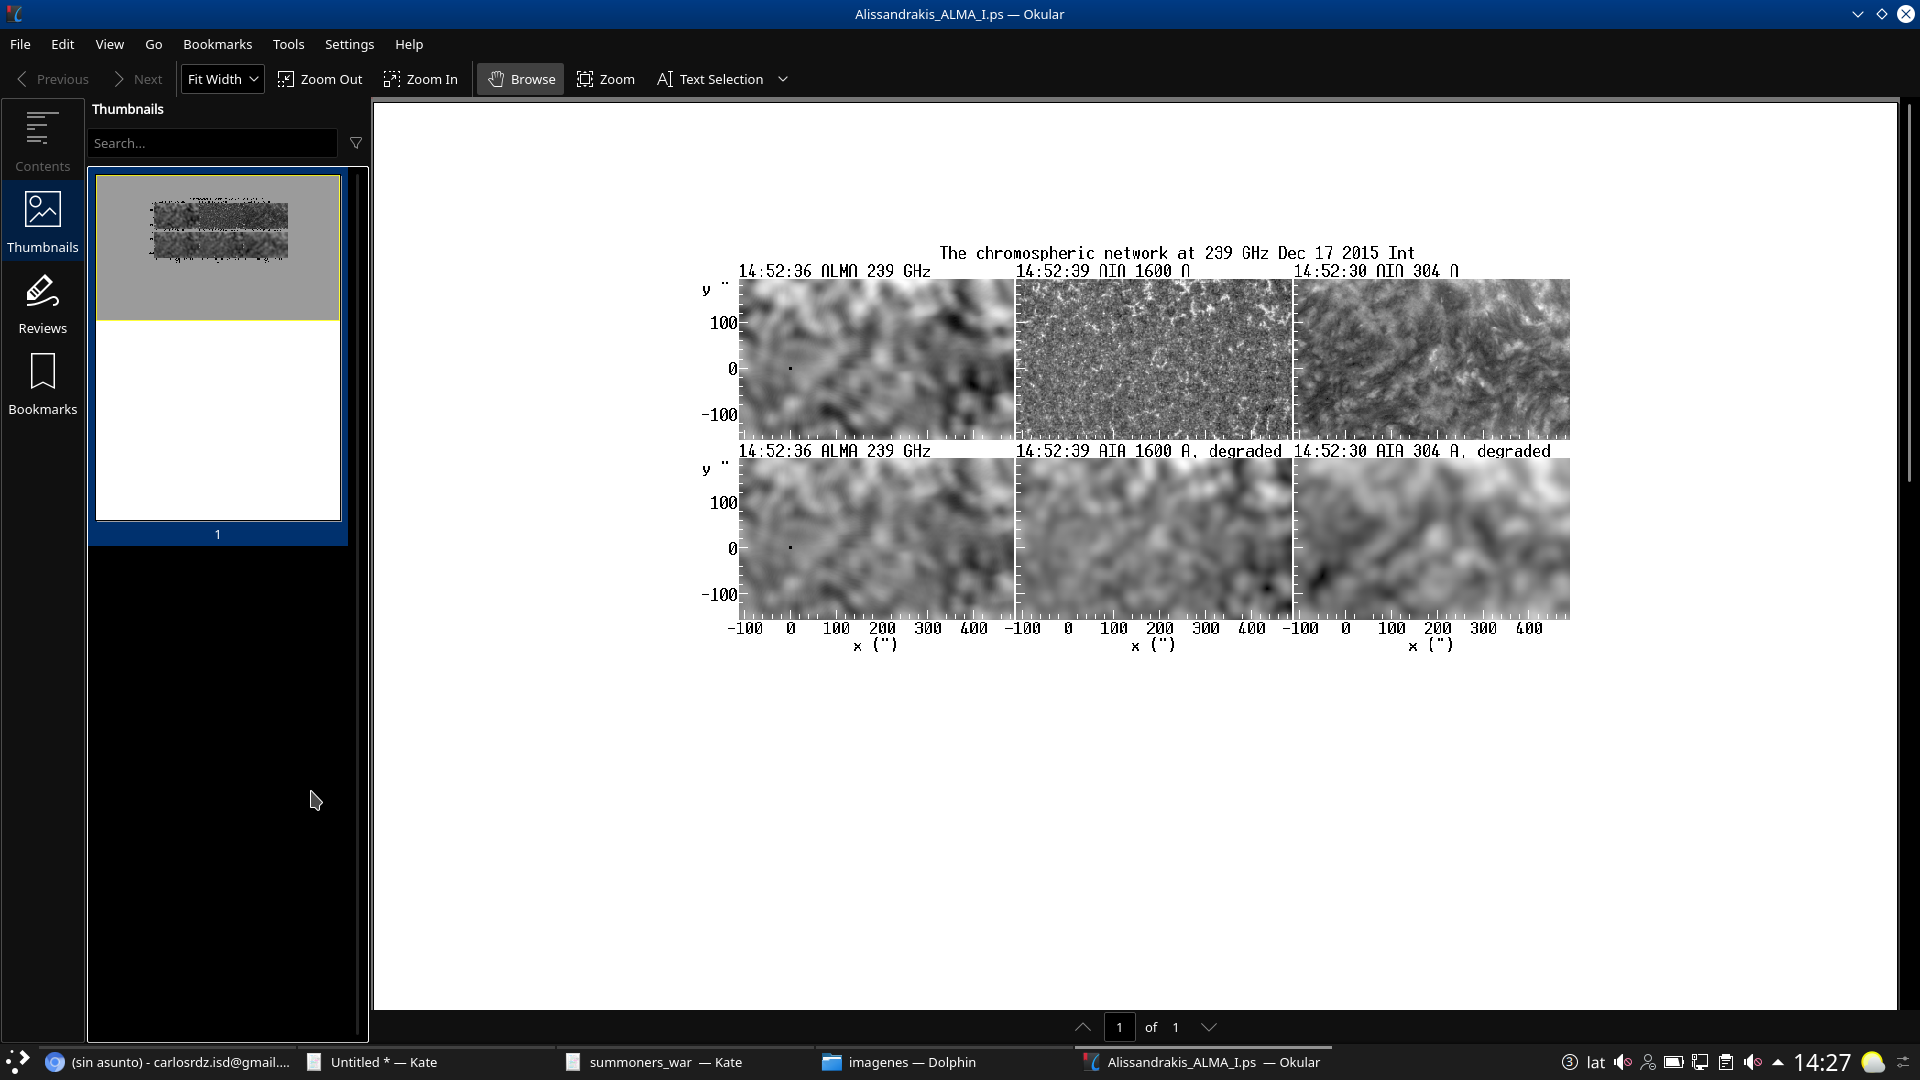 Alissandrakis_ALMA_I.ps — Okular
File Edit View Go Bookmarks Tools Settings Help
Previous Next Fit Width Zoom Out Zoom In Browse Zoom Text Selection
Thumbnails
Search...
Contents
Thumbnails
Reviews
Bookmarks
1
The chromospheric network at 239 GHz Dec 17 2015 Int
14:52:36 ALMA 239 GHz 14:52:39 AIA 1600 A 14:52:30 AIA 304 A
y "
100
0
-100
14:52:36 ALMA 239 GHz 14:52:39 AIA 1600 A, degraded 14:52:30 AIA 304 A, degraded
y "
100
0
-100
-100 0 100 200 300 400 -100 0 100 200 300 400 -100 0 100 200 300 400
x (") x (") x (")
1 of 1
(sin asunto) - carlosrdz.isd@gmail.... Untitled * — Kate summoners_war — Kate imagenes — Dolphin Alissandrakis_ALMA_I.ps — Okular 3 lat 14:27